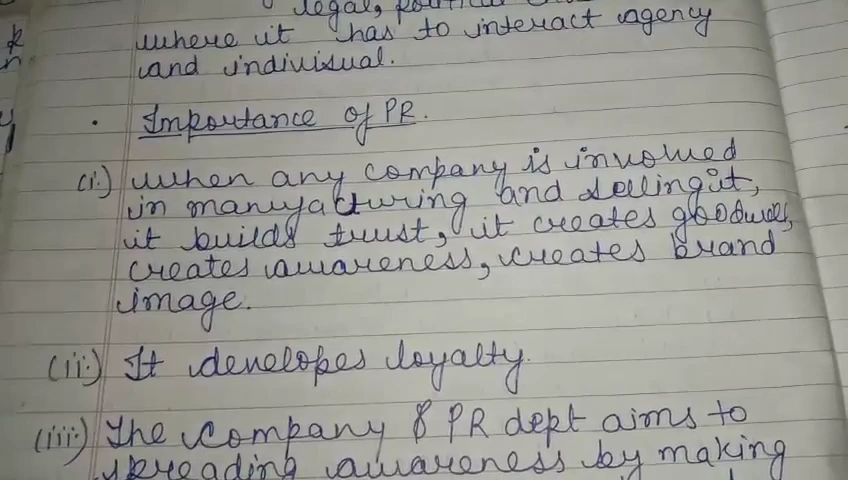 legal,
where it has to interact agency
and indivisual.
• Importance of PR.
(i.) when any company is involved
in manufacturing and selling it,
it builds trust, it creates goodwill,
creates awareness, creates brand
image.
(ii.) It developes loyalty.
(iii.) The company & PR dept aims to
spreading awareness by making